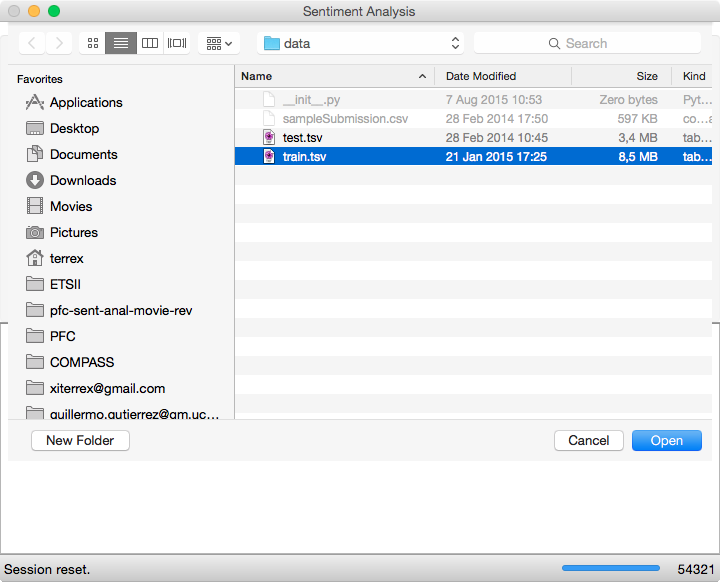 Sentiment Analysis
data
Search
Favorites
Applications
Desktop
Documents
Downloads
Movies
Pictures
terrex
ETSII
pfc-sent-anal-movie-rev
PFC
COMPASS
xiterrex@gmail.com
guillermo.gutierrez@gm.uc...
Name Date Modified Size Kind
__init__.py 7 Aug 2015 10:53 Zero bytes Pyt...
sampleSubmission.csv 28 Feb 2014 17:50 597 KB co...a
test.tsv 28 Feb 2014 10:45 3,4 MB tab...
train.tsv 21 Jan 2015 17:25 8,5 MB tab...
New Folder Cancel Open
Session reset. 54321